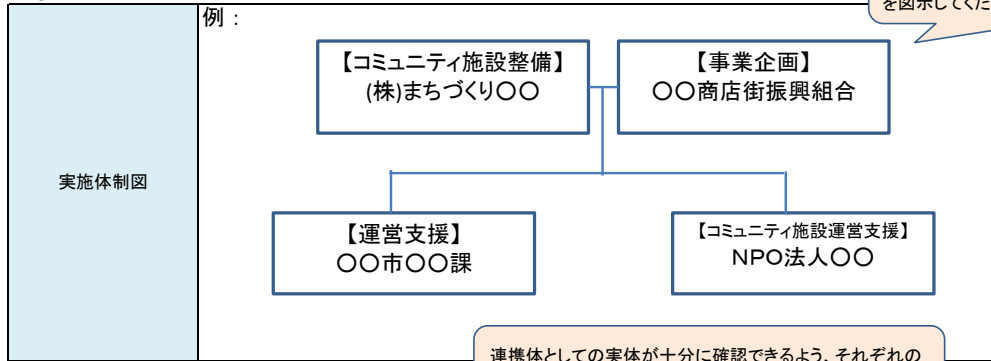 を図示してくだ
例：
【コミュニティ施設整備】
(株)まちづくり〇〇
【事業企画】
〇〇商店街振興組合
実施体制図
【運営支援】
〇〇市〇〇課
【コミュニティ施設運営支援】
ＮＰＯ法人〇〇
連携体としての実体が十分に確認できるよう、それぞれの